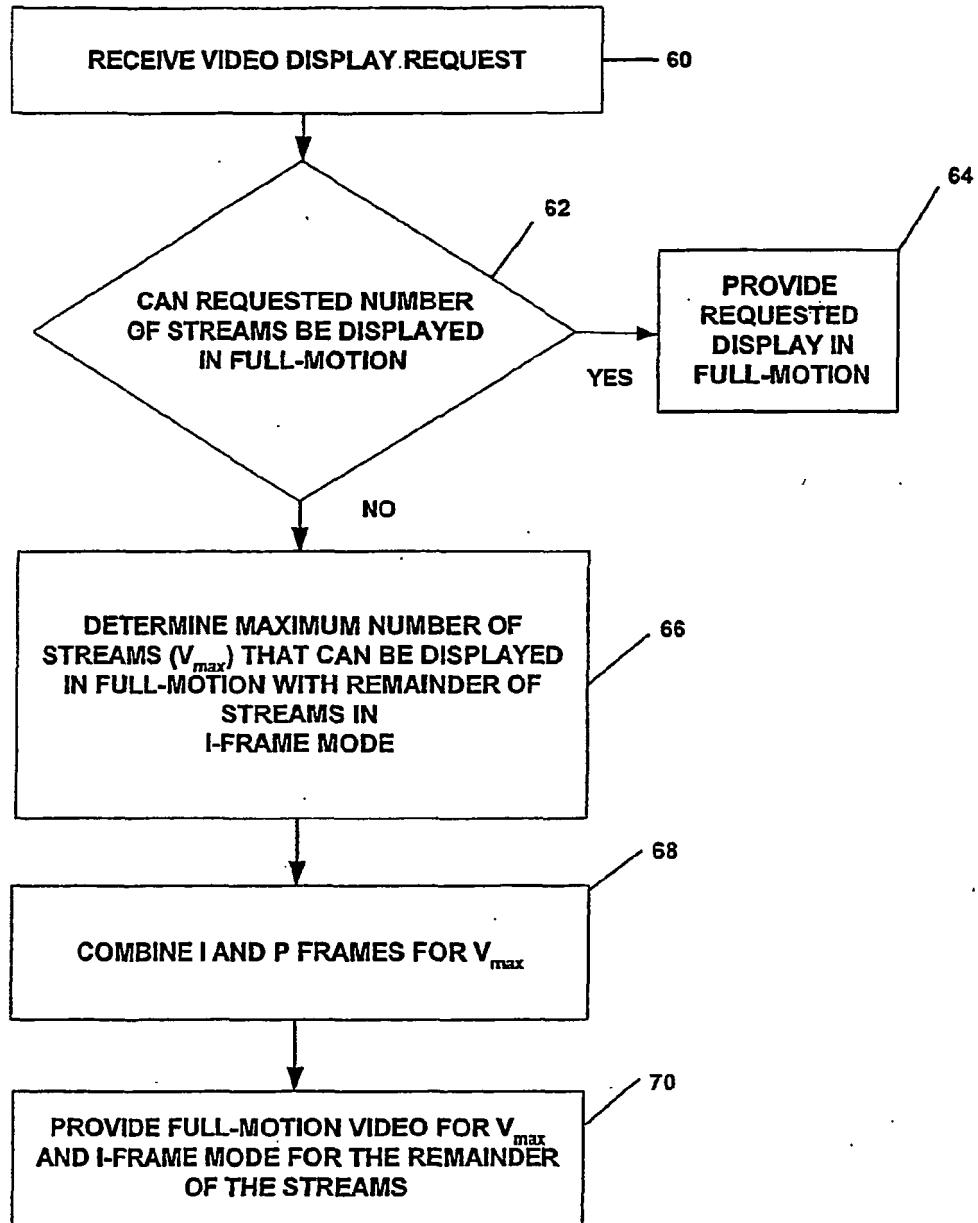 RECEIVE VIDEO DISPLAY REQUEST
60
62
64
CAN REQUESTED NUMBER
OF STREAMS BE DISPLAYED
IN FULL-MOTION
PROVIDE
REQUESTED
DISPLAY IN
FULL-MOTION
YES
NO
DETERMINE MAXIMUM NUMBER OF
STREAMS (Vmax) THAT CAN BE DISPLAYED
IN FULL-MOTION WITH REMAINDER OF
STREAMS IN
I-FRAME MODE
66
68
COMBINE I AND P FRAMES FOR Vmax
70
PROVIDE FULL-MOTION VIDEO FOR Vmax
AND I-FRAME MODE FOR THE REMAINDER
OF THE STREAMS